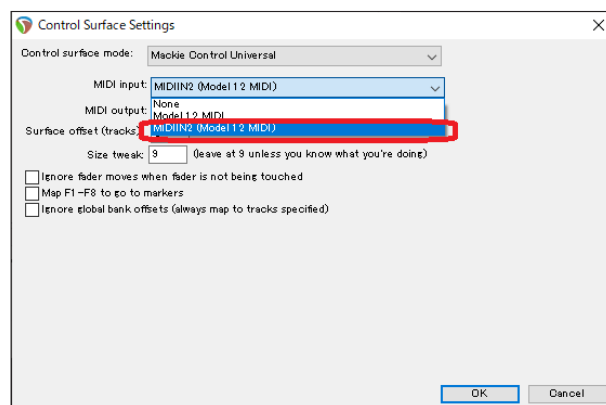 Control Surface Settings
Control surface mode: Mackie Control Universal
MIDI input: MIDIIN2 (Model 12 MIDI)
None
MIDI output:
Model 12 MIDI
MIDIIN2 (Model 12 MIDI)
Surface offset (tracks)
Size tweak: 9 (leave at 9 unless you know what you're doing)
Ignore fader moves when fader is not being touched
Map F1-F8 to go to markers
Ignore global bank offsets (always map to tracks specified)
OK Cancel